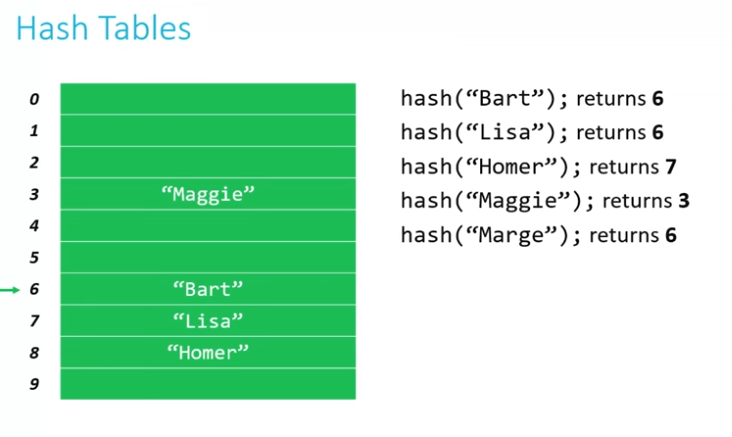 Hash Tables
0
1
2
3 “Maggie”
4
5
6 “Bart”
7 “Lisa”
8 “Homer”
9
hash(“Bart”); returns 6
hash(“Lisa”); returns 6
hash(“Homer”); returns 7
hash(“Maggie”); returns 3
hash(“Marge”); returns 6